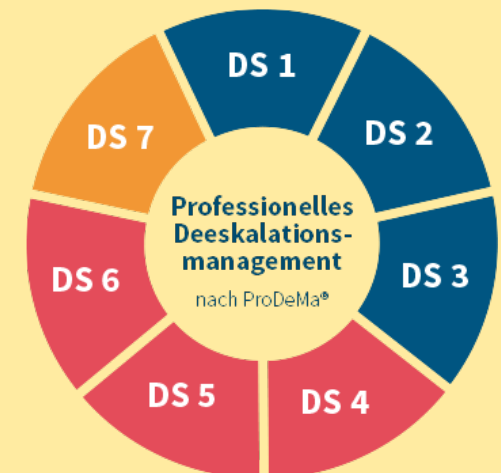 DS 1
DS 2
DS 3
DS 4
DS 5
DS 6
DS 7
Professionelles
Deeskalations-
management
nach ProDeMa®